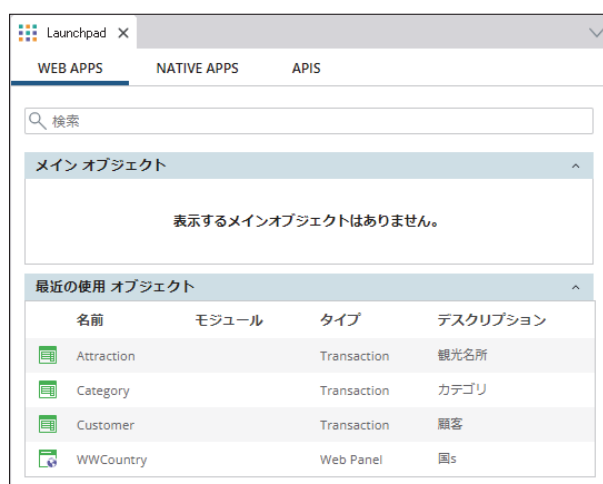 Launchpad
WEB APPS NATIVE APPS APIS
検索
メイン オブジェクト
表示するメインオブジェクトはありません。
最近の使用 オブジェクト
名前 モジュール タイプ デスクリプション
Attraction Transaction 観光名所
Category Transaction カテゴリ
Customer Transaction 顧客
WWCountry Web Panel 国s